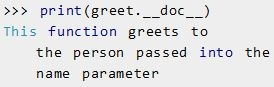 >>> print(greet.__doc__)
This function greets to
    the person passed into the
    name parameter